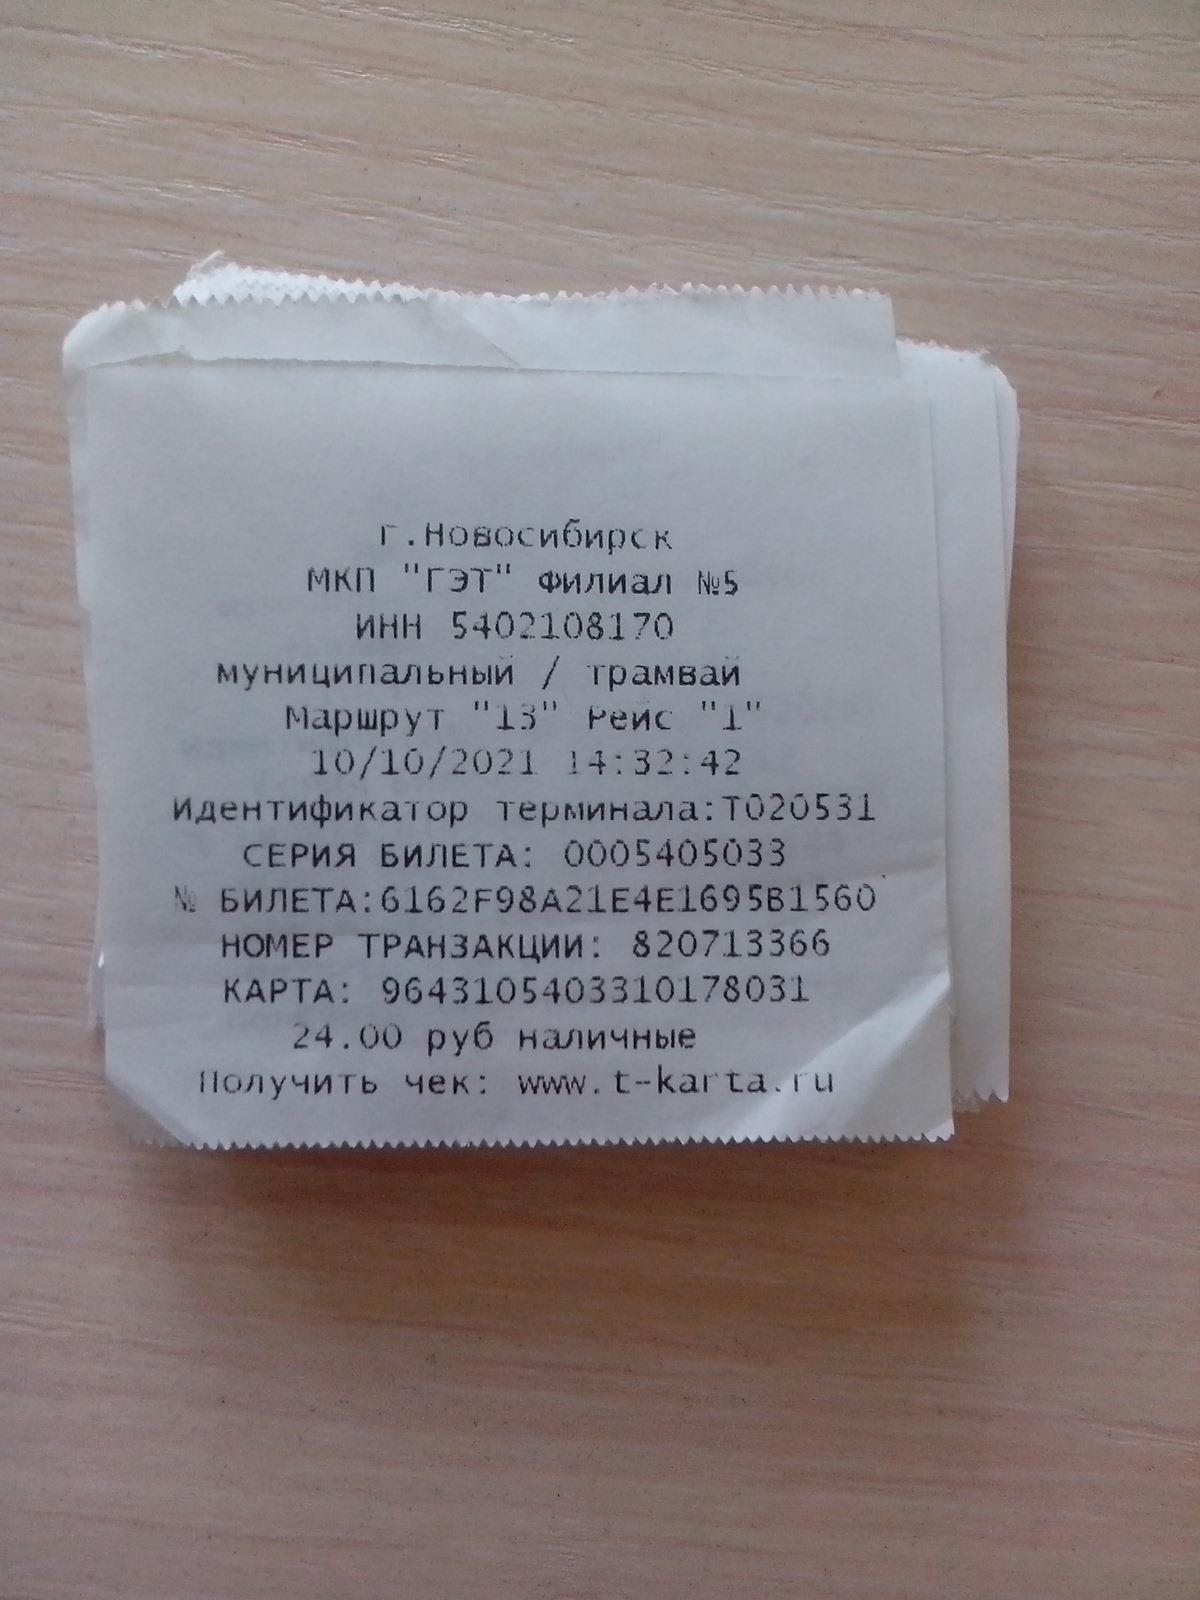 г.Новосибирск
МКП "ГЭТ" Филиал №5
ИНН 5402108170
муниципальный / трамвай
Маршрут "13" Рейс "1"
10/10/2021 14:32:42
Идентификатор терминала:Т020531
СЕРИЯ БИЛЕТА: 0005405033
№ БИЛЕТА:6162F98A21E4E1695B1560
НОМЕР ТРАНЗАКЦИИ: 820713366
КАРТА: 9643105403310178031
24.00 руб наличные
Получить чек: www.t-karta.ru